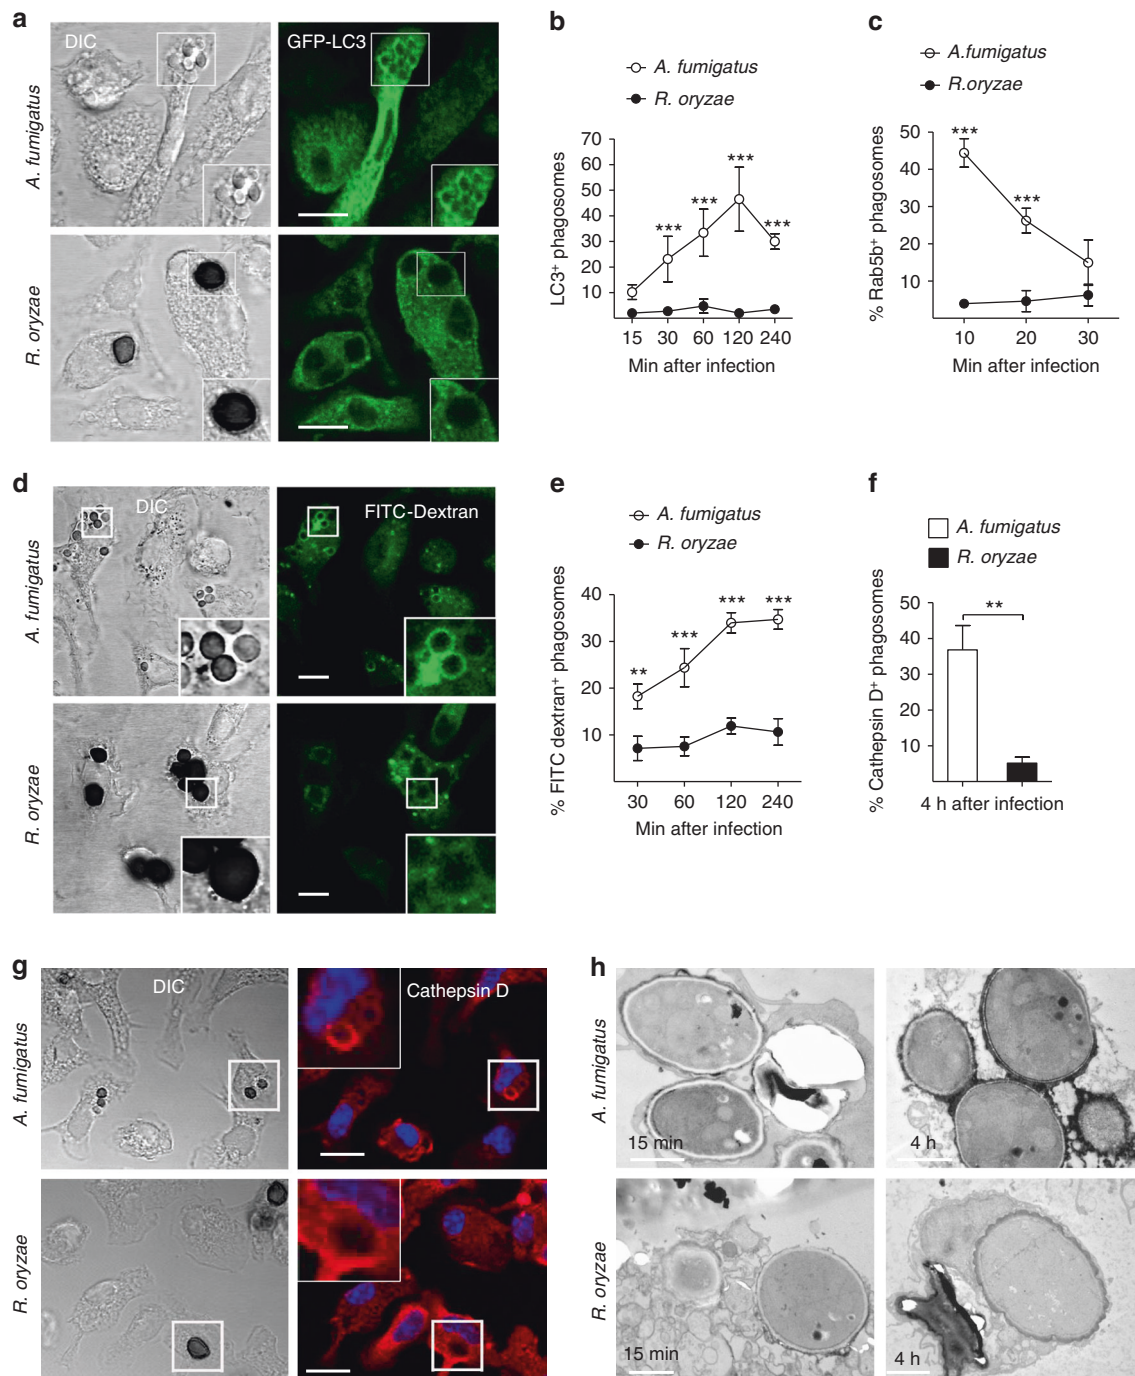 a
DIC
GFP-LC3
A. fumigatus
R. oryzae
b
A. fumigatus
R. oryzae
LC3+ phagosomes
70
60
50
40
30
20
10
***
***
***
***
15 30 60 120 240
Min after infection
c
A.fumigatus
R.oryzae
% Rab5b+ phagosomes
50
40
30
20
10
***
***
10 20 30
Min after infection
d
DIC
FITC-Dextran
A. fumigatus
R. oryzae
e
A. fumigatus
R. oryzae
% FITC dextran+ phagosomes
40
30
20
10
**
***
***
***
30 60 120 240
Min after infection
f
A. fumigatus
R. oryzae
% Cathepsin D+ phagosomes
50
40
30
20
10
**
4 h after infection
g
DIC
Cathepsin D
A. fumigatus
R. oryzae
h
A. fumigatus
R. oryzae
15 min
4 h
15 min
4 h